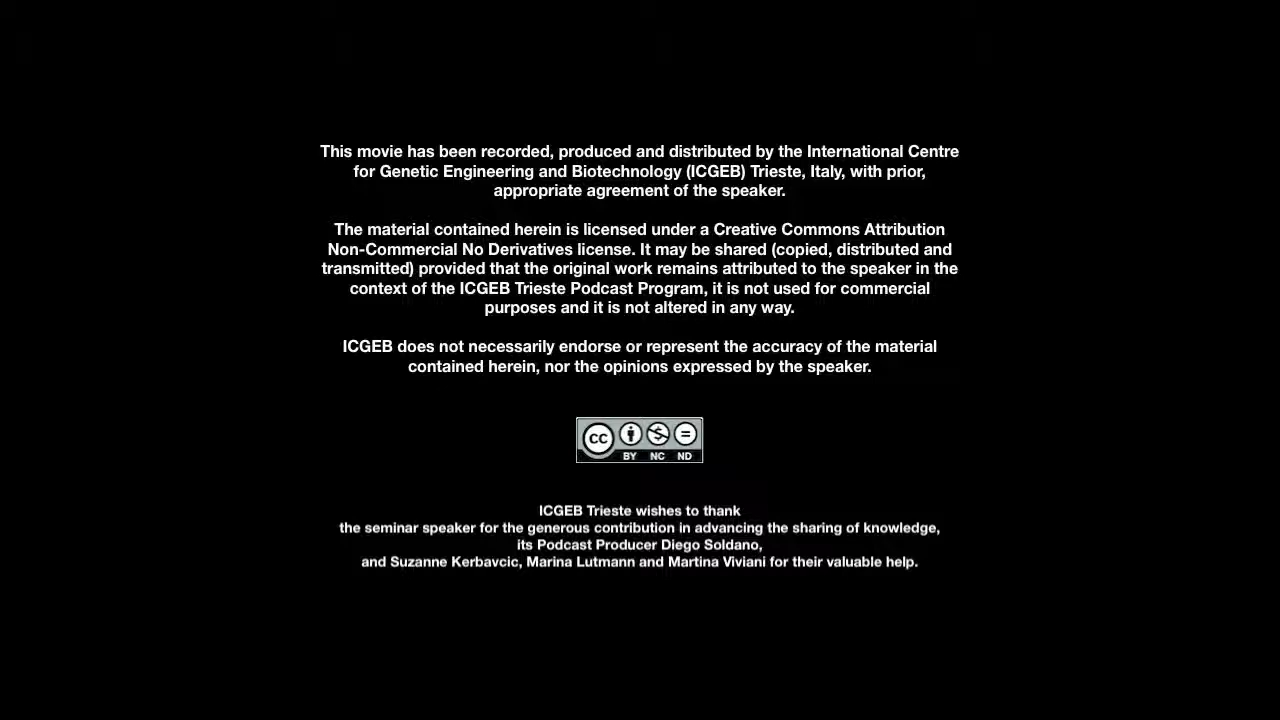 This movie has been recorded, produced and distributed by the International Centre
for Genetic Engineering and Biotechnology (ICGEB) Trieste, Italy, with prior,
appropriate agreement of the speaker.
The material contained herein is licensed under a Creative Commons Attribution
Non-Commercial No Derivatives license. It may be shared (copied, distributed and
transmitted) provided that the original work remains attributed to the speaker in the
context of the ICGEB Trieste Podcast Program, it is not used for commercial
purposes and it is not altered in any way.
ICGEB does not necessarily endorse or represent the accuracy of the material
contained herein, nor the opinions expressed by the speaker.
CC
BY NC ND
ICGEB Trieste wishes to thank
the seminar speaker for the generous contribution in advancing the sharing of knowledge,
its Podcast Producer Diego Soldano,
and Suzanne Kerbavcic, Marina Lutmann and Martina Viviani for their valuable help.